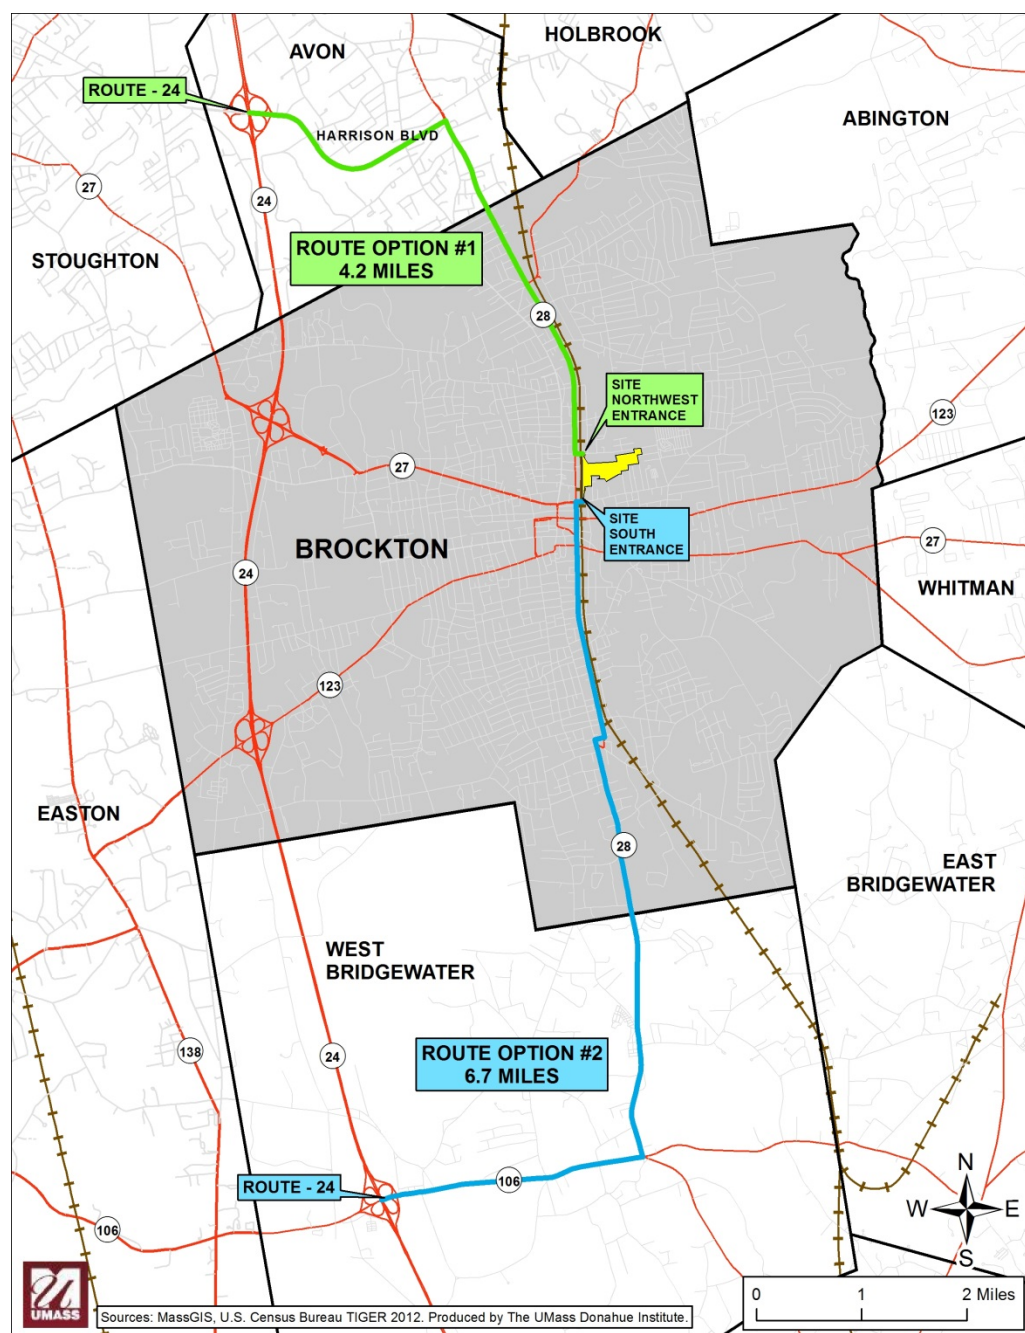 HOLBROOK
AVON
ROUTE - 24
ABINGTON
HARRISON BLVD
27
24
STOUGHTON
ROUTE OPTION #1
4.2 MILES
28
SITE
NORTHWEST
ENTRANCE
123
27
SITE
SOUTH
ENTRANCE
BROCKTON
27
24
WHITMAN
123
EASTON
28
EAST
BRIDGEWATER
WEST
BRIDGEWATER
138
24
ROUTE OPTION #2
6.7 MILES
ROUTE - 24
106
106
N
W
E
S
0
1
2 Miles
UMASS
Sources: MassGIS, U.S. Census Bureau TIGER 2012. Produced by The UMass Donahue Institute.